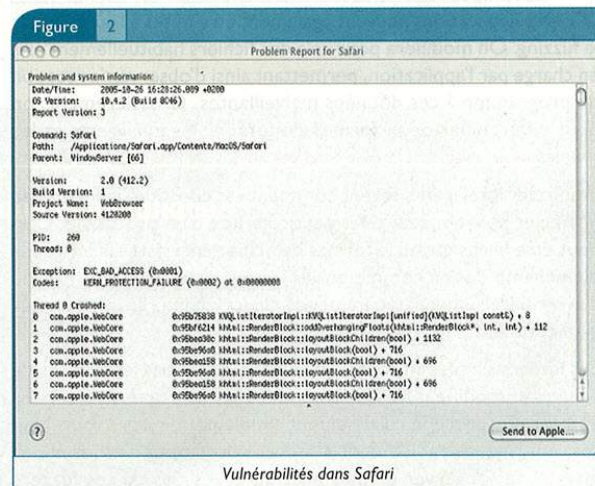 Figure 2
Problem Report for Safari
Problem and system information:
Date/Time: 2005-10-26 16:28:26.089 +0200
OS Version: 10.4.2 (Build 8C46)
Report Version: 3
Command: Safari
Path: /Applications/Safari.app/Contents/MacOS/Safari
Parent: WindowServer [66]
Version: 2.0 (412.2)
Build Version: 1
Project Name: WebBrowser
Source Version: 4120200
PID: 260
Thread: 0
Exception: EXC_BAD_ACCESS (0x0001)
Codes: KERN_PROTECTION_FAILURE (0x0002) at 0x00000008
Thread 0 Crashed:
0 com.apple.WebCore 0x95b75838 KWQListIteratorImpl::KWQListIteratorImpl[unified](KWQListImpl const&) + 8
1 com.apple.WebCore 0x95bf6214 khtml::RenderBlock::addOverhangingFloats(khtml::RenderBlock*, int, int) + 112
2 com.apple.WebCore 0x95bea30c khtml::RenderBlock::layoutBlockChildren(bool) + 1132
3 com.apple.WebCore 0x95be96a8 khtml::RenderBlock::layoutBlock(bool) + 716
4 com.apple.WebCore 0x95bea158 khtml::RenderBlock::layoutBlockChildren(bool) + 696
5 com.apple.WebCore 0x95be96a8 khtml::RenderBlock::layoutBlock(bool) + 716
6 com.apple.WebCore 0x95bea158 khtml::RenderBlock::layoutBlockChildren(bool) + 696
7 com.apple.WebCore 0x95be96a8 khtml::RenderBlock::layoutBlock(bool) + 716
?
Send to Apple...
Vulnérabilités dans Safari